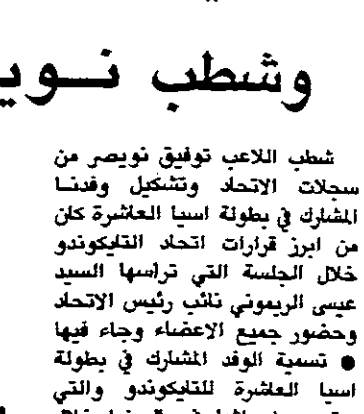 وشطب نـــوي
شطب اللاعب توفيق نويصر من
سجلات الاتحاد وتشكيل وفدنا
المشارك في بطولة اسيا العاشرة كان
من ابرز قرارات اتحاد التايكوندو
خلال الجلسة التي تراسها السيد
عيسى الريموني نائب رئيس الاتحاد
وحضور جميع الاعضاء وجاء فيها
● تسمية الوفد المشارك في بطولة
اسيا العاشرة للتايكوندو والتي